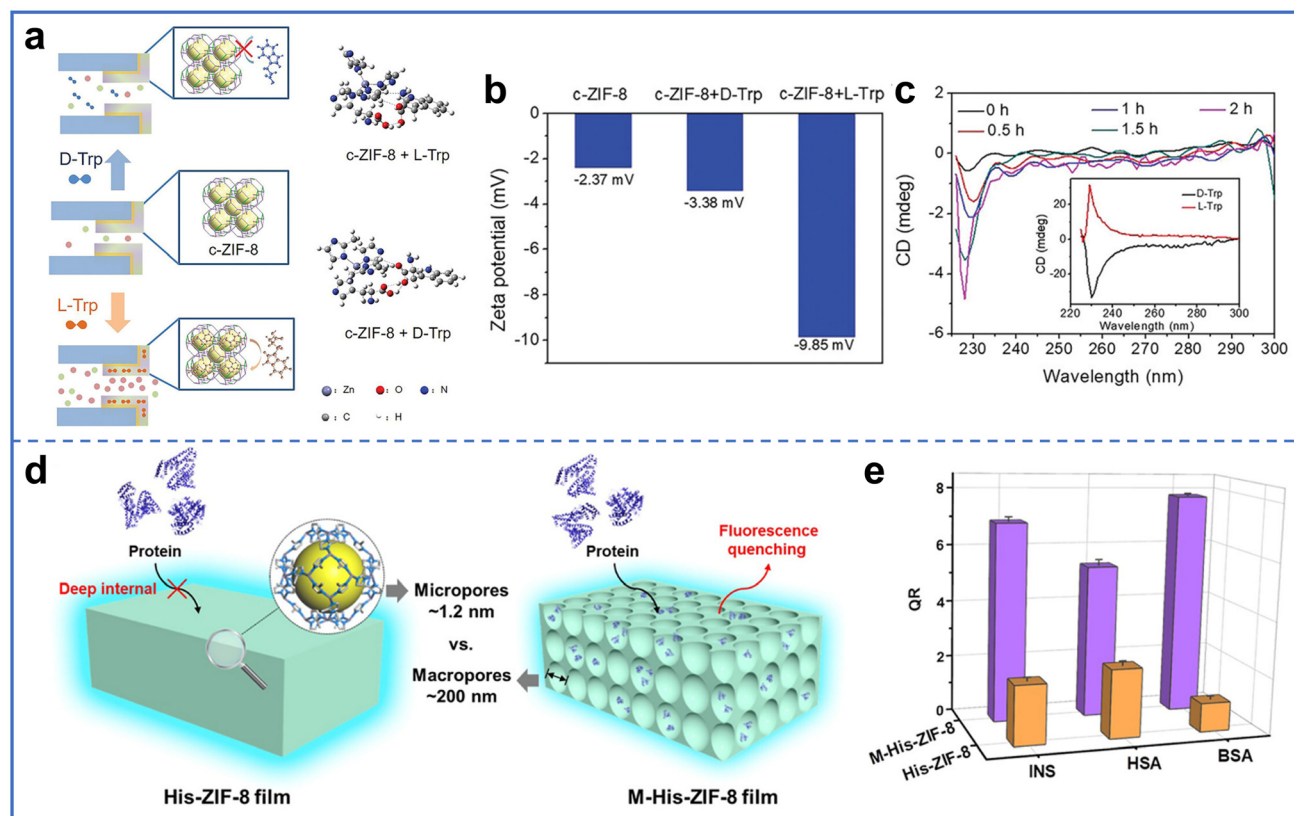 a
D-Trp
c-ZIF-8
L-Trp
c-ZIF-8 + L-Trp
c-ZIF-8 + D-Trp
: Zn
: O
: N
: C
: H
b
c-ZIF-8
c-ZIF-8+D-Trp
c-ZIF-8+L-Trp
Zeta potential (mV)
0
-2
-4
-6
-8
-10
-2.37 mV
-3.38 mV
-9.85 mV
c
CD (mdeg)
2
0
-2
-4
-6
0 h
1 h
2 h
0.5 h
1.5 h
CD (mdeg)
40
20
0
-20
D-Trp
L-Trp
220
240
260
280
300
Wavelength (nm)
230
240
250
260
270
280
290
300
Wavelength (nm)
d
Protein
Deep internal
Micropores
~1.2 nm
vs.
Macropores
~200 nm
His-ZIF-8 film
Protein
Fluorescence
quenching
M-His-ZIF-8 film
e
QR
8
6
4
2
0
M-His-ZIF-8
His-ZIF-8
INS
HSA
BSA